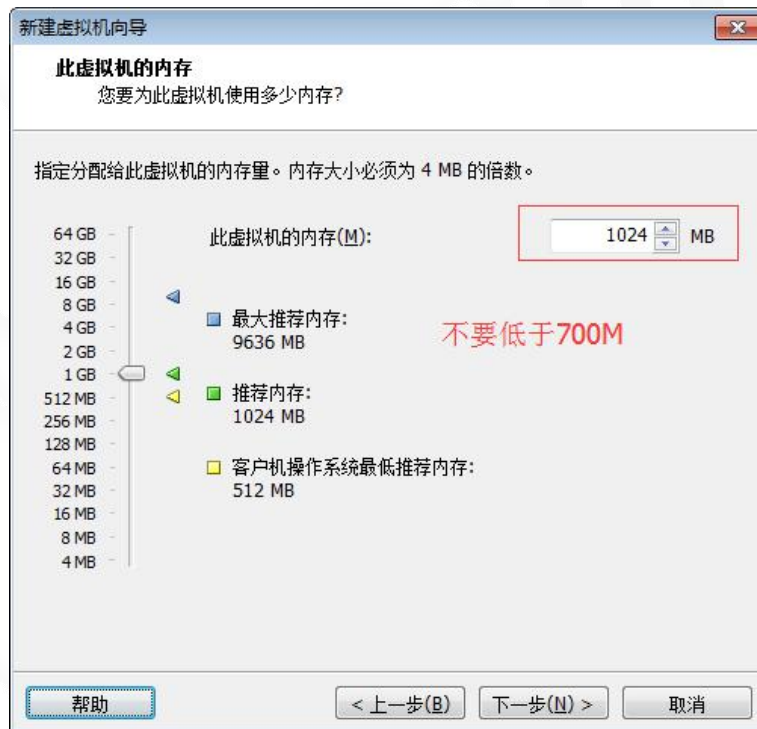 新建虚拟机向导
此虚拟机的内存
您要为此虚拟机使用多少内存?
指定分配给此虚拟机的内存量。内存大小必须为 4 MB 的倍数。
64 GB
32 GB
16 GB
8 GB
4 GB
2 GB
1 GB
512 MB
256 MB
128 MB
64 MB
32 MB
16 MB
8 MB
4 MB
此虚拟机的内存(M):
1024 MB
最大推荐内存:
9636 MB
不要低于700M
推荐内存:
1024 MB
客户机操作系统最低推荐内存:
512 MB
帮助
< 上一步(B)
下一步(N) >
取消